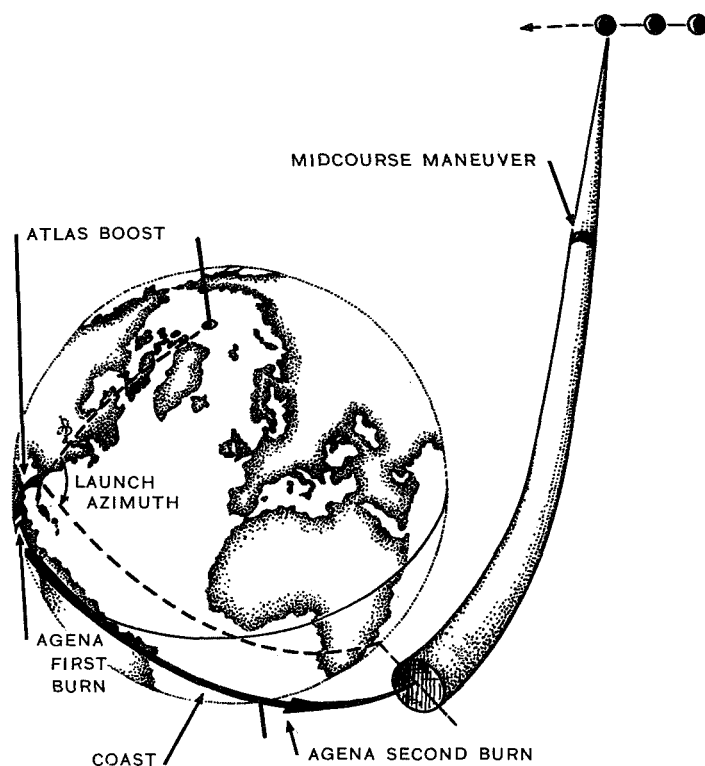 MIDCOURSE MANEUVER
ATLAS BOOST
LAUNCH
AZIMUTH
AGENA
FIRST
BURN
COAST
AGENA SECOND BURN